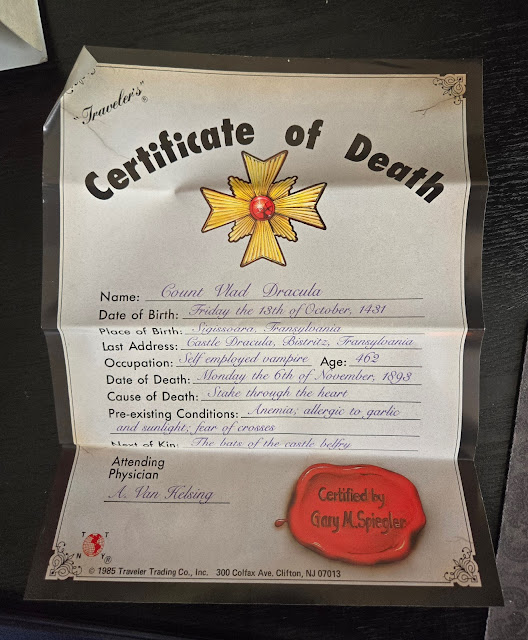 "Traveler's"®
Certificate of Death
Name: Count Vlad Dracula
Date of Birth: Friday the 13th of October, 1431
Place of Birth: Sigissoara, Transylvania
Last Address: Castle Dracula, Bistritz, Transylvania
Occupation: Self employed vampire Age: 462
Date of Death: Monday the 6th of November, 1893
Cause of Death: Stake through the heart
Pre-existing Conditions: Anemia; allergic to garlic
and sunlight; fear of crosses
Next of Kin: The bats of the castle belfry
Attending
Physician
A. Van Helsing
Certified by
Gary M. Spiegler
T T
N Y ®
© 1985 Traveler Trading Co., Inc. 300 Colfax Ave. Clifton, NJ 07013